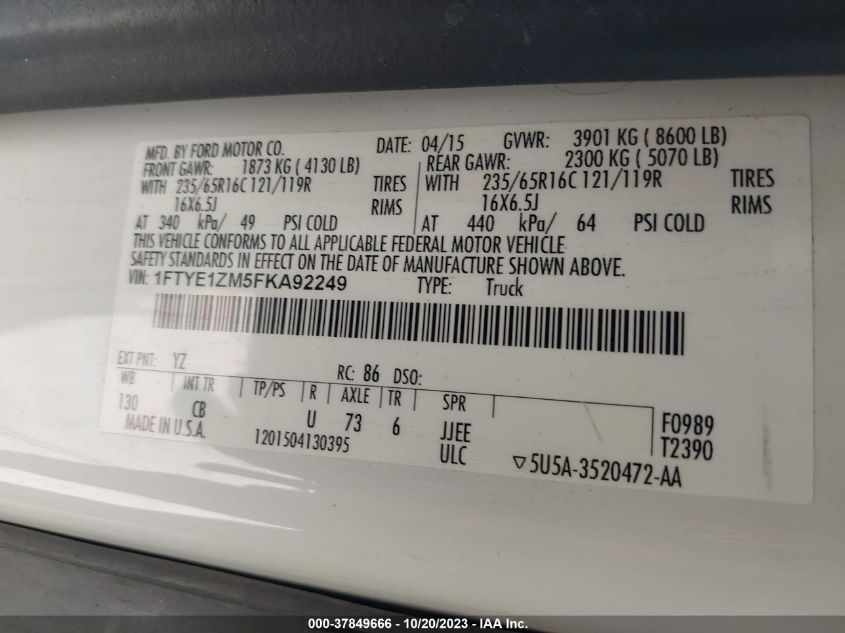 MFD. BY FORD MOTOR CO. DATE: 04/15 GVWR: 3901 KG ( 8600 LB)
FRONT GAWR: 1873 KG ( 4130 LB) REAR GAWR: 2300 KG ( 5070 LB)
WITH 235/65R16C 121/119R TIRES WITH 235/65R16C 121/119R TIRES
16X6.5J RIMS 16X6.5J RIMS
AT 340 kPa/ 49 PSI COLD AT 440 kPa/ 64 PSI COLD
THIS VEHICLE CONFORMS TO ALL APPLICABLE FEDERAL MOTOR VEHICLE
SAFETY STANDARDS IN EFFECT ON THE DATE OF MANUFACTURE SHOWN ABOVE.
VIN: 1FTYE1ZM5FKA92249 TYPE: Truck
EXT PNT: YZ RC: 86 DSO:
WB INT TR TP/PS R AXLE TR SPR
130 CB U 73 6 JJEE F0989
MADE IN U.S.A. 1201504130395 ULC T2390
▽5U5A-3520472-AA
000-37849666 - 10/20/2023 - IAA Inc.